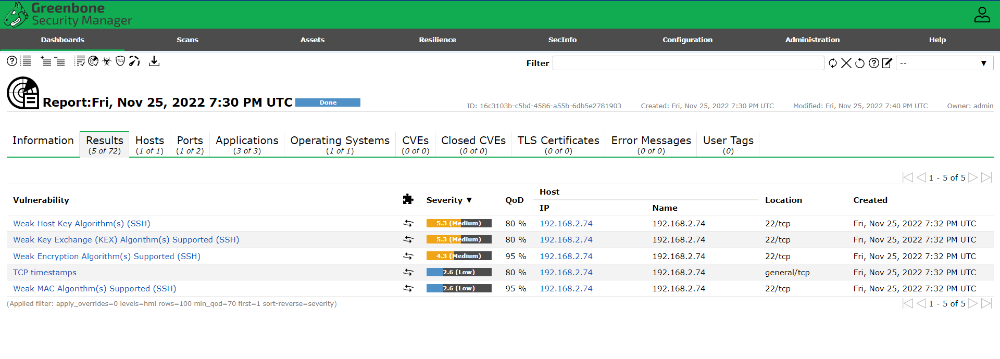 Greenbone
Security Manager
Dashboards Scans Assets Resilience SecInfo Configuration Administration Help
TLS
Filter --
Report:Fri, Nov 25, 2022 7:30 PM UTC Done
ID: 16c3103b-c5bd-4586-a55b-6db5e2781903 Created: Fri, Nov 25, 2022 7:30 PM UTC Modified: Fri, Nov 25, 2022 7:40 PM UTC Owner: admin
Information Results Hosts Ports Applications Operating Systems CVEs Closed CVEs TLS Certificates Error Messages User Tags
(5 of 72) (1 of 1) (1 of 2) (3 of 3) (1 of 1) (0 of 0) (0 of 0) (0 of 0) (0 of 0) (0)
1 - 5 of 5
Vulnerability Severity ▼ QoD Host Location Created
IP Name
Weak Host Key Algorithm(s) (SSH) 5.3 (Medium) 80 % 192.168.2.74 192.168.2.74 22/tcp Fri, Nov 25, 2022 7:32 PM UTC
Weak Key Exchange (KEX) Algorithm(s) Supported (SSH) 5.3 (Medium) 80 % 192.168.2.74 192.168.2.74 22/tcp Fri, Nov 25, 2022 7:32 PM UTC
Weak Encryption Algorithm(s) Supported (SSH) 4.3 (Medium) 95 % 192.168.2.74 192.168.2.74 22/tcp Fri, Nov 25, 2022 7:32 PM UTC
TCP timestamps 2.6 (Low) 80 % 192.168.2.74 192.168.2.74 general/tcp Fri, Nov 25, 2022 7:32 PM UTC
Weak MAC Algorithm(s) Supported (SSH) 2.6 (Low) 95 % 192.168.2.74 192.168.2.74 22/tcp Fri, Nov 25, 2022 7:32 PM UTC
(Applied filter: apply_overrides=0 levels=hml rows=100 min_qod=70 first=1 sort-reverse=severity)
1 - 5 of 5